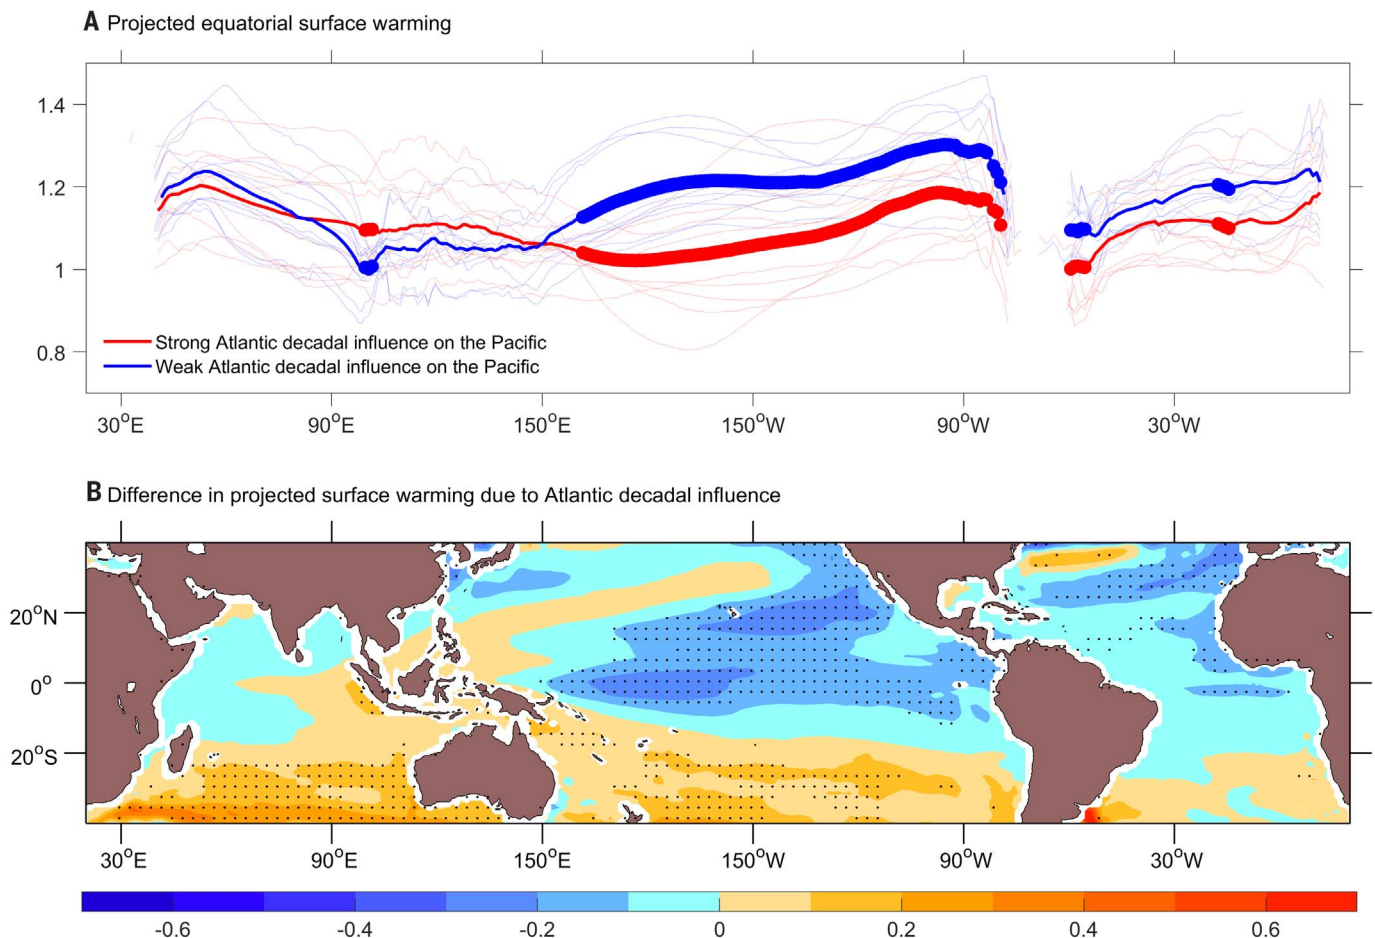 A Projected equatorial surface warming
1.4
1.2
1
0.8
Strong Atlantic decadal influence on the Pacific
Weak Atlantic decadal influence on the Pacific
30°E 90°E 150°E 150°W 90°W 30°W
B Difference in projected surface warming due to Atlantic decadal influence
20°N
0°
20°S
30°E 90°E 150°E 150°W 90°W 30°W
-0.6 -0.4 -0.2 0 0.2 0.4 0.6